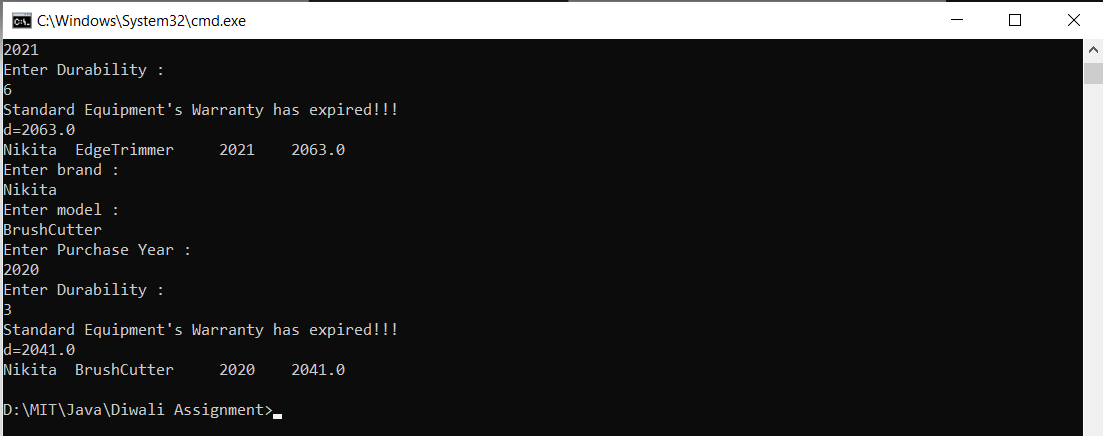 C:\Windows\System32\cmd.exe
2021
Enter Durability :
6
Standard Equipment's Warranty has expired!!!
d=2063.0
Nikita  EdgeTrimmer     2021    2063.0
Enter brand :
Nikita
Enter model :
BrushCutter
Enter Purchase Year :
2020
Enter Durability :
3
Standard Equipment's Warranty has expired!!!
d=2041.0
Nikita  BrushCutter     2020    2041.0
D:\MIT\Java\Diwali Assignment>